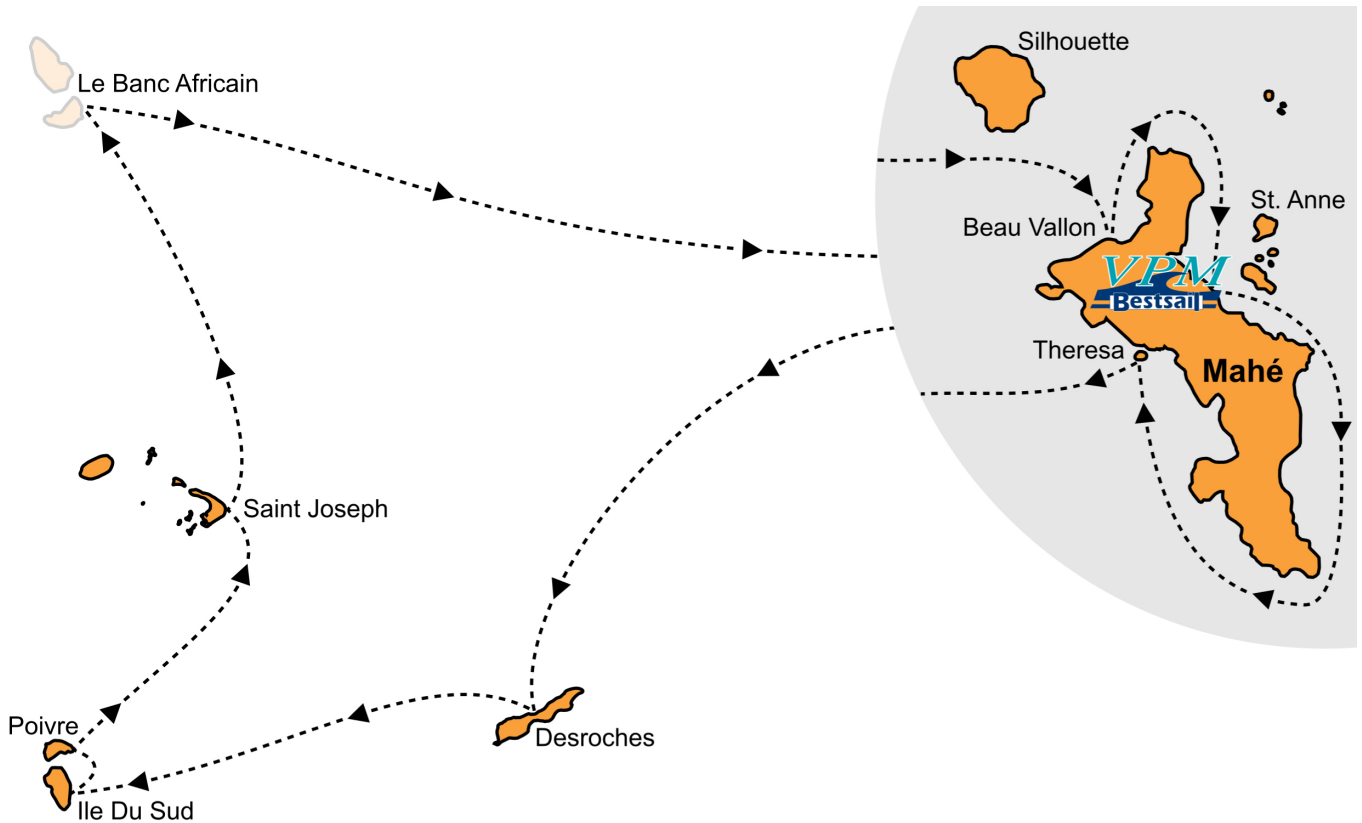 Silhouette
Le Banc Africain
St. Anne
Beau Vallon
VPM
Bestsail
Theresa
Mahé
Saint Joseph
Poivre
Desroches
Ile Du Sud